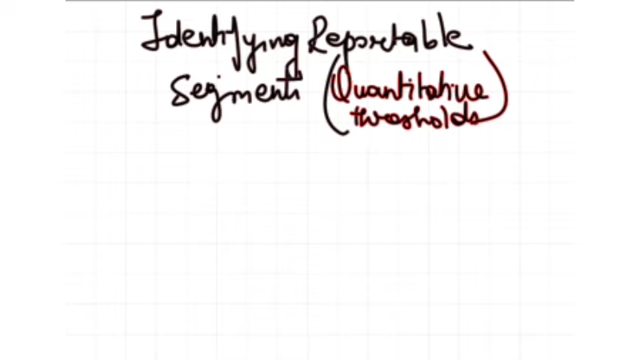 Identifying Reportable
Segments (Quantitative
thresholds)